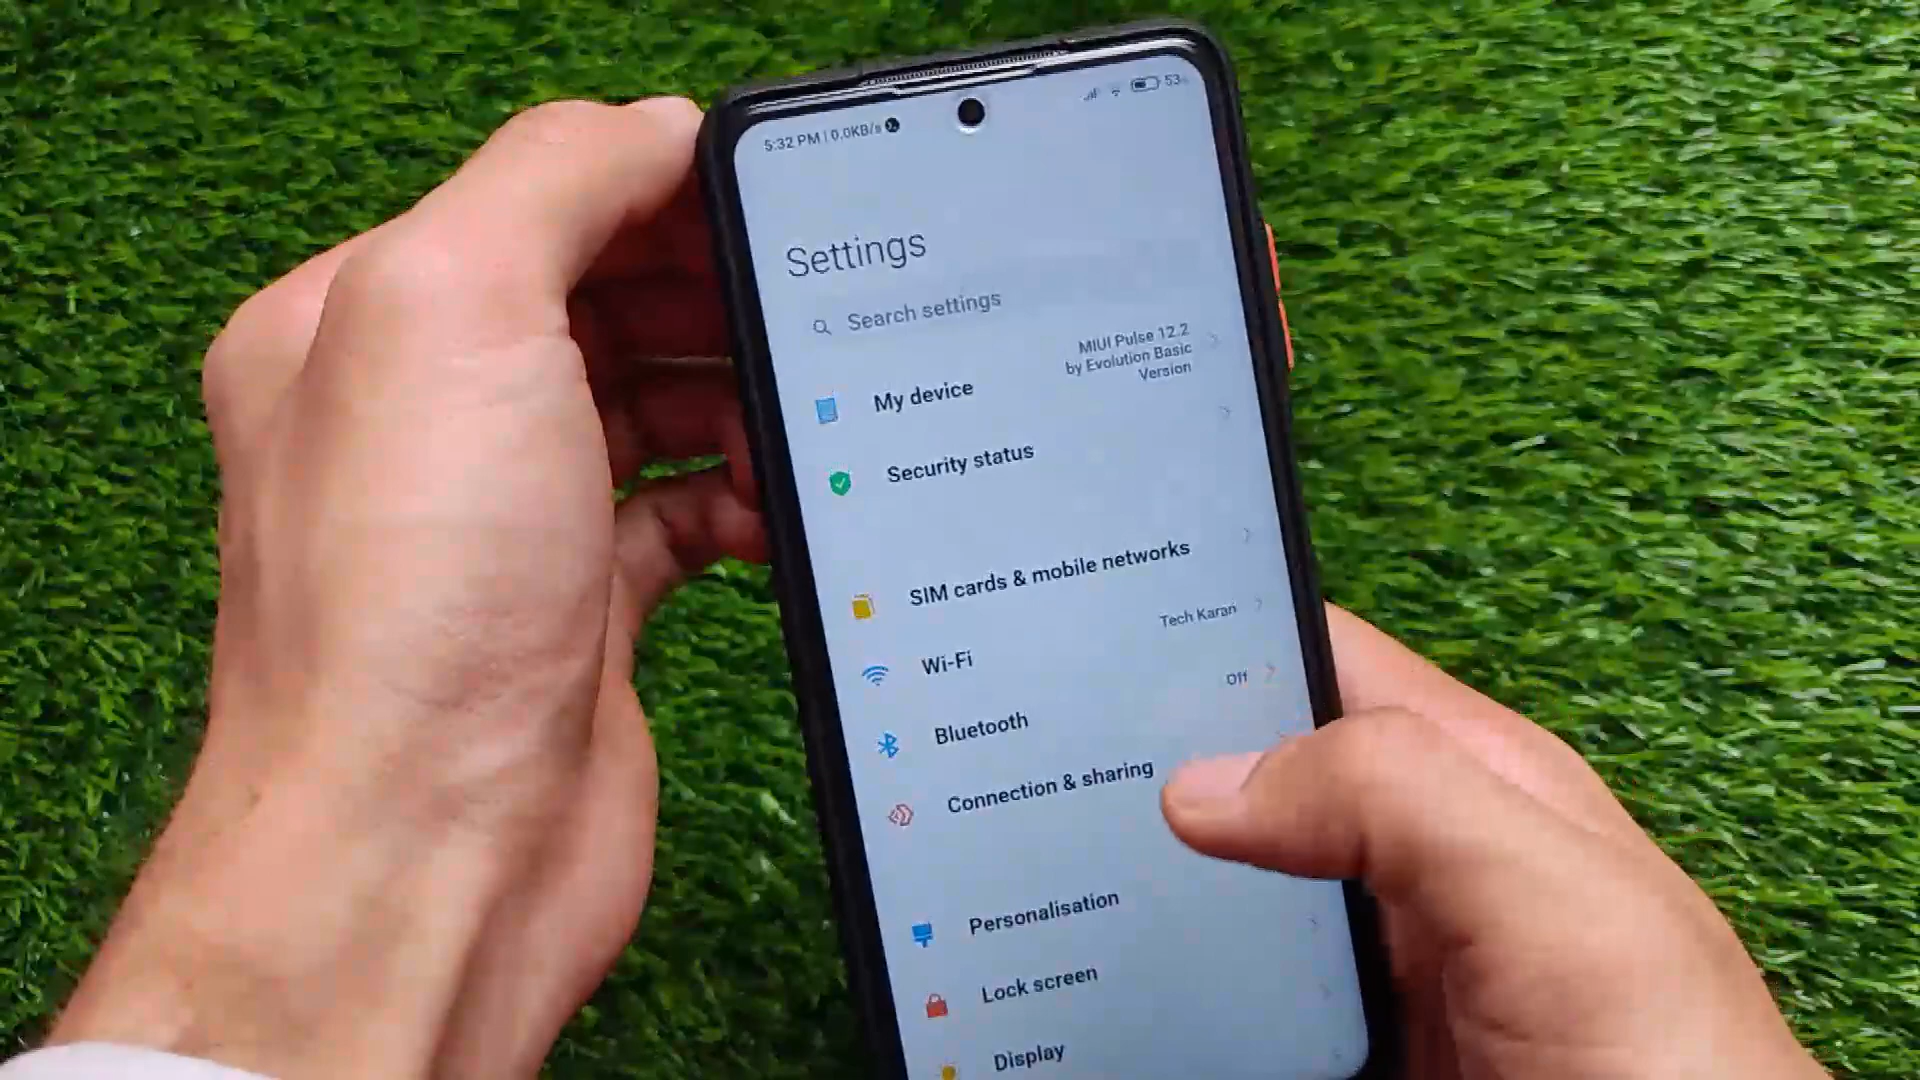 5:32 PM | 0.0KB/s
53
Settings
Search settings
My device
MIUI Pulse 12.2
by Evolution Basic
Version
Security status
SIM cards & mobile networks
Wi-Fi
Tech Karan
Bluetooth
Off
Connection & sharing
Personalisation
Lock screen
Display